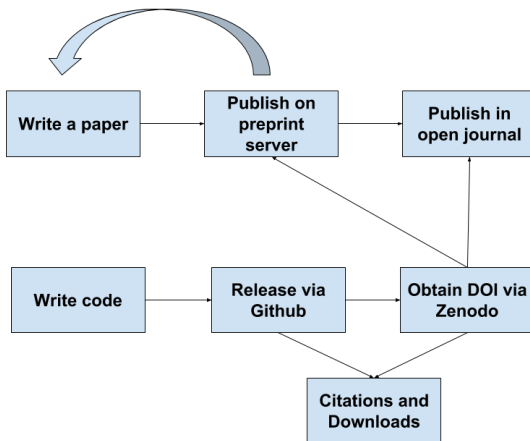 Write a paper
Publish on
preprint
server
Publish in
open journal
Write code
Release via
Github
Obtain DOI via
Zenodo
Citations and
Downloads